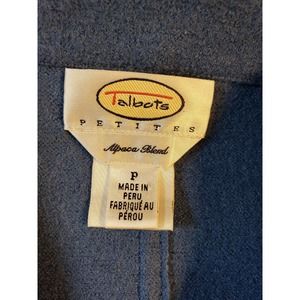 Talbots
PETITES
Alpaca Blend
P
MADE IN
PERU
FABRIQUÉ AU
PÉROU